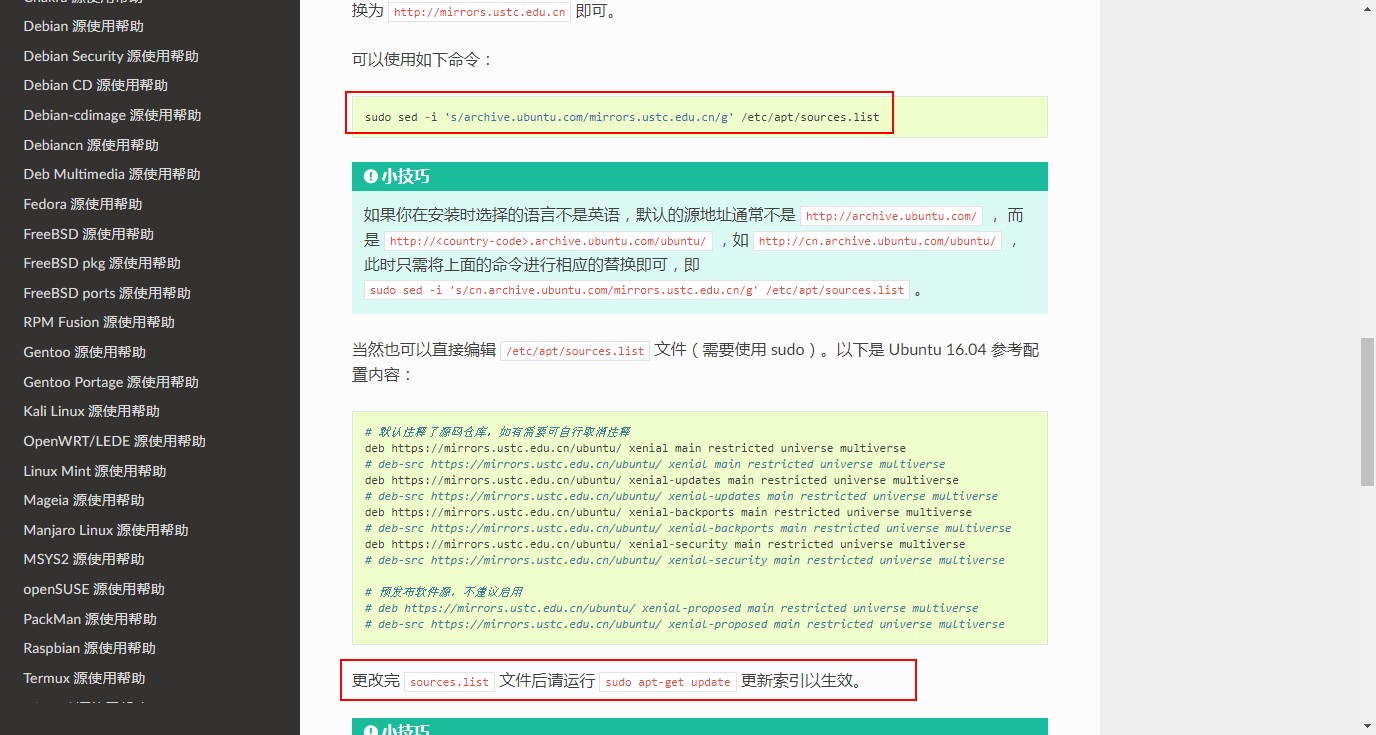 Debian 源使用帮助
Debian Security 源使用帮助
Debian CD 源使用帮助
Debian-cdimage 源使用帮助
Debiancn 源使用帮助
Deb Multimedia 源使用帮助
Fedora 源使用帮助
FreeBSD 源使用帮助
FreeBSD pkg 源使用帮助
FreeBSD ports 源使用帮助
RPM Fusion 源使用帮助
Gentoo 源使用帮助
Gentoo Portage 源使用帮助
Kali Linux 源使用帮助
OpenWRT/LEDE 源使用帮助
Linux Mint 源使用帮助
Mageia 源使用帮助
Manjaro Linux 源使用帮助
MSYS2 源使用帮助
openSUSE 源使用帮助
PackMan 源使用帮助
Raspbian 源使用帮助
Termux 源使用帮助
换为 http://mirrors.ustc.edu.cn 即可。
可以使用如下命令：
sudo sed -i 's/archive.ubuntu.com/mirrors.ustc.edu.cn/g' /etc/apt/sources.list
小技巧
如果你在安装时选择的语言不是英语，默认的源地址通常不是 http://archive.ubuntu.com/ ，而
是 http://<country-code>.archive.ubuntu.com/ubuntu/ ，如 http://cn.archive.ubuntu.com/ubuntu/ ，
此时只需将上面的命令进行相应的替换即可，即
sudo sed -i 's/cn.archive.ubuntu.com/mirrors.ustc.edu.cn/g' /etc/apt/sources.list 。
当然也可以直接编辑 /etc/apt/sources.list 文件（需要使用 sudo）。以下是 Ubuntu 16.04 参考配
置内容：
# 默认注释了源码仓库，如有需要可自行取消注释
deb https://mirrors.ustc.edu.cn/ubuntu/ xenial main restricted universe multiverse
# deb-src https://mirrors.ustc.edu.cn/ubuntu/ xenial main restricted universe multiverse
deb https://mirrors.ustc.edu.cn/ubuntu/ xenial-updates main restricted universe multiverse
# deb-src https://mirrors.ustc.edu.cn/ubuntu/ xenial-updates main restricted universe multiverse
deb https://mirrors.ustc.edu.cn/ubuntu/ xenial-backports main restricted universe multiverse
# deb-src https://mirrors.ustc.edu.cn/ubuntu/ xenial-backports main restricted universe multiverse
deb https://mirrors.ustc.edu.cn/ubuntu/ xenial-security main restricted universe multiverse
# deb-src https://mirrors.ustc.edu.cn/ubuntu/ xenial-security main restricted universe multiverse
# 预发布软件源，不建议启用
# deb https://mirrors.ustc.edu.cn/ubuntu/ xenial-proposed main restricted universe multiverse
# deb-src https://mirrors.ustc.edu.cn/ubuntu/ xenial-proposed main restricted universe multiverse
更改完 sources.list 文件后请运行 sudo apt-get update 更新索引以生效。
小技巧